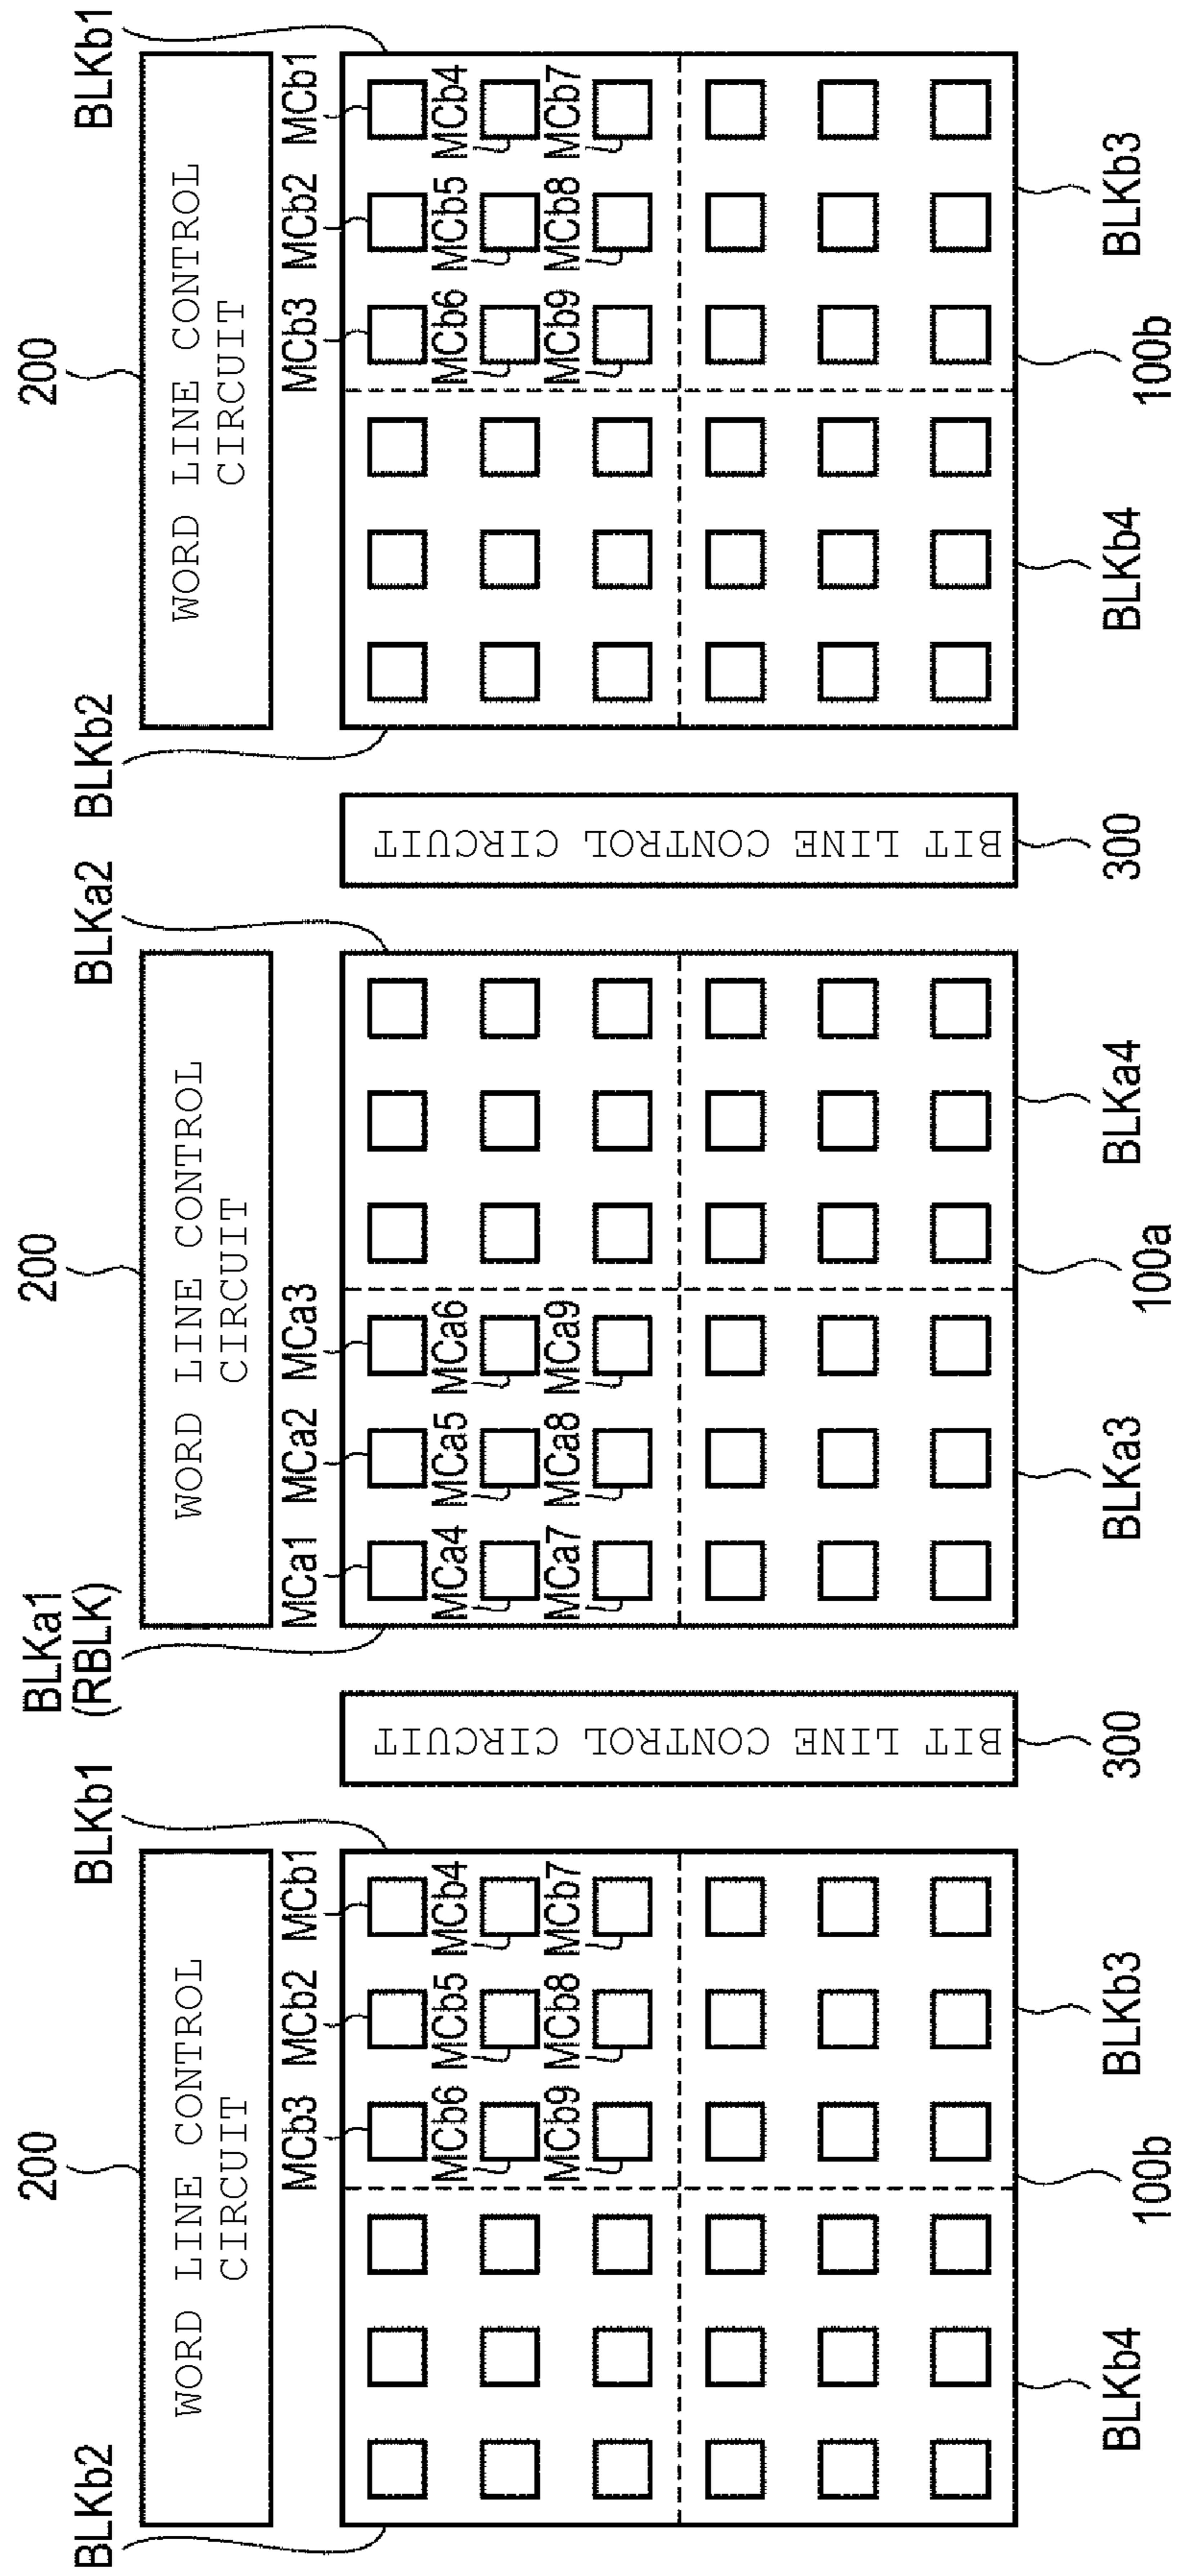 200
200
200
BLKb2
BLKb1
BLKa1
(RBLK)
BLKa2
BLKb2
BLKb1
WORD LINE CONTROL
CIRCUIT
WORD LINE CONTROL
CIRCUIT
WORD LINE CONTROL
CIRCUIT
MCb3
MCb2
MCb1
MCa1
MCa2
MCa3
MCb3
MCb2
MCb1
MCb6
MCb5
MCb4
MCa4
MCa5
MCa6
MCb6
MCb5
MCb4
MCb9
MCb8
MCb7
MCa7
MCa8
MCa9
MCb9
MCb8
MCb7
BIT LINE CONTROL CIRCUIT
BIT LINE CONTROL CIRCUIT
BLKb4
BLKb3
300
BLKa3
BLKa4
300
BLKb4
BLKb3
100b
100a
100b